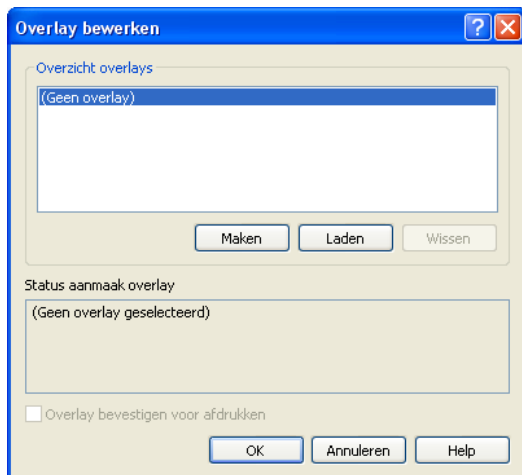 Overlay bewerken
Overzicht overlays
(Geen overlay)
Maken Laden Wissen
Status aanmaak overlay
(Geen overlay geselecteerd)
Overlay bevestigen voor afdrukken
OK Annuleren Help